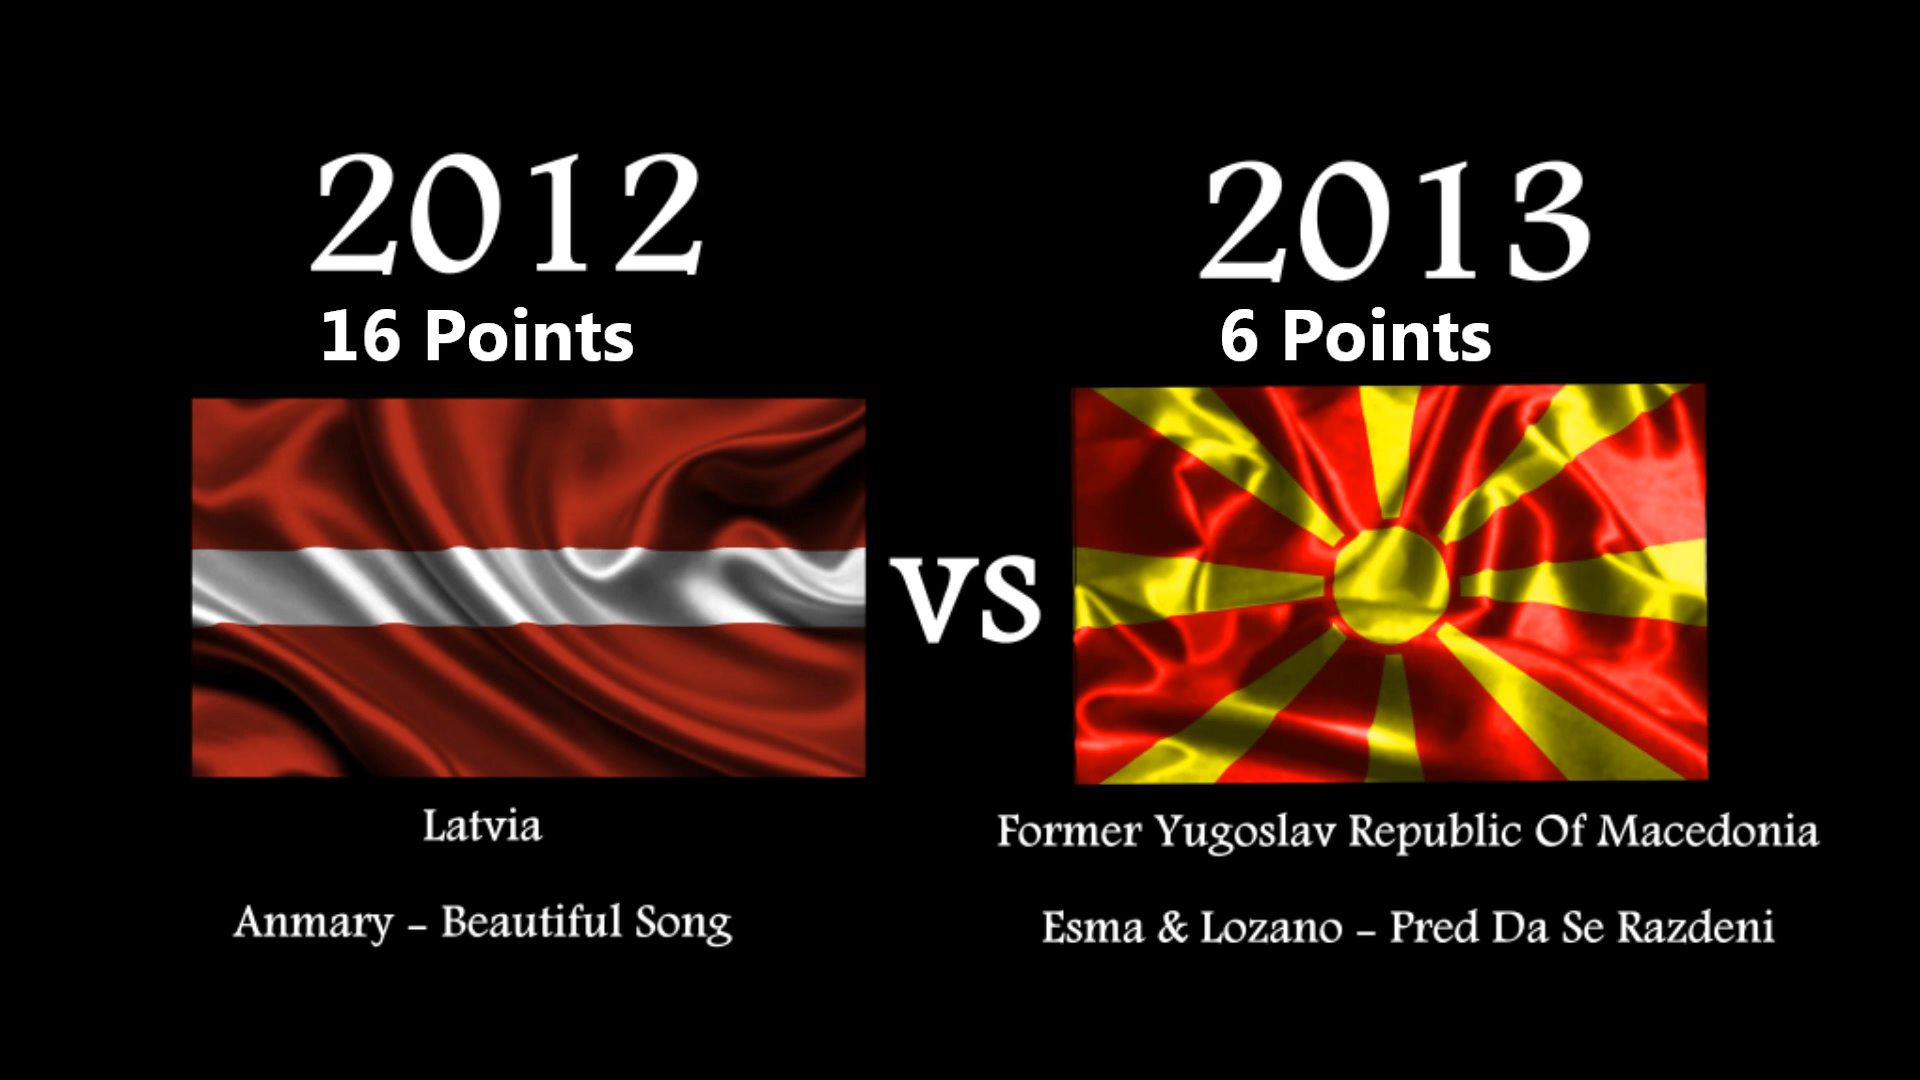 2012
16 Points
Latvia
Anmary - Beautiful Song
vs
2013
6 Points
Former Yugoslav Republic Of Macedonia
Esma & Lozano - Pred Da Se Razdeni